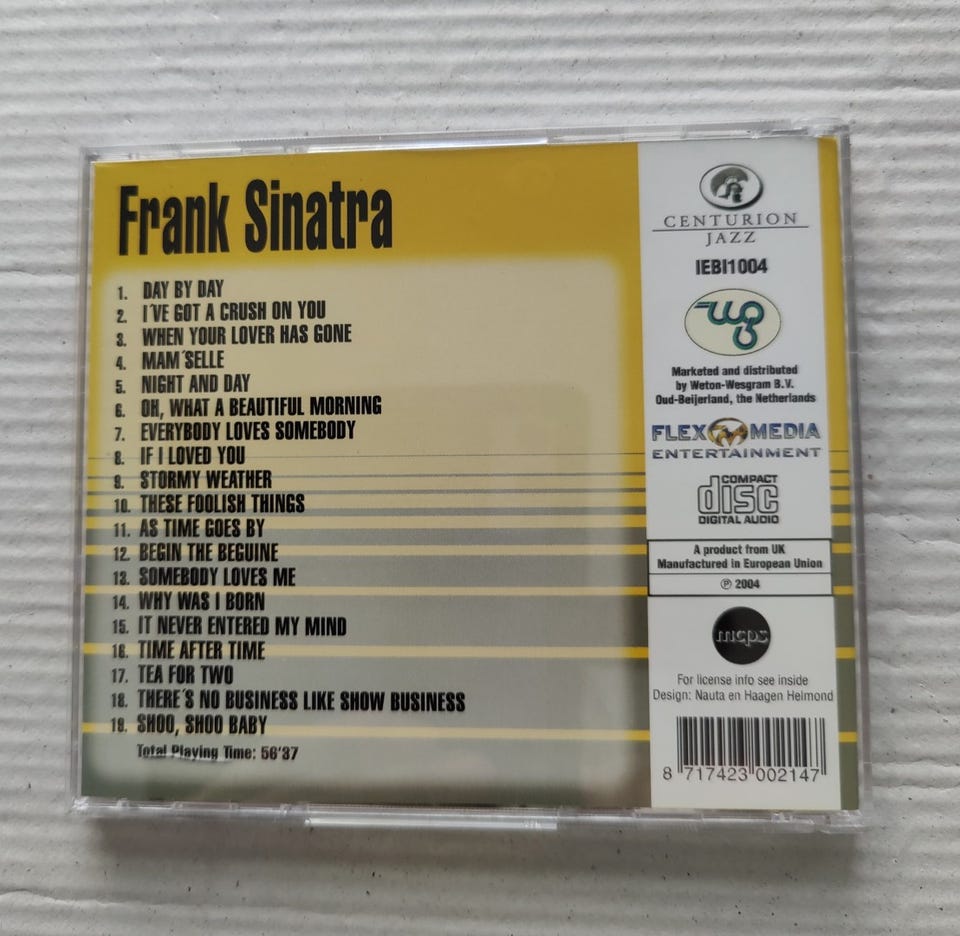 Frank Sinatra
1. DAY BY DAY
2. I´VE GOT A CRUSH ON YOU
3. WHEN YOUR LOVER HAS GONE
4. MAM´SELLE
5. NIGHT AND DAY
6. OH, WHAT A BEAUTIFUL MORNING
7. EVERYBODY LOVES SOMEBODY
8. IF I LOVED YOU
9. STORMY WEATHER
10. THESE FOOLISH THINGS
11. AS TIME GOES BY
12. BEGIN THE BEGUINE
13. SOMEBODY LOVES ME
14. WHY WAS I BORN
15. IT NEVER ENTERED MY MIND
16. TIME AFTER TIME
17. TEA FOR TWO
18. THERE´S NO BUSINESS LIKE SHOW BUSINESS
19. SHOO, SHOO BABY
Total Playing Time: 56'37
CENTURION
JAZZ
IEBI1004
wg
Marketed and distributed
by Weton-Wesgram B.V.
Oud-Beijerland, the Netherlands
FLEX MEDIA
ENTERTAINMENT
COMPACT
disc
DIGITAL AUDIO
A product from UK
Manufactured in European Union
℗ 2004
mcps
For license info see inside
Design: Nauta en Haagen Helmond
8 717423 002147